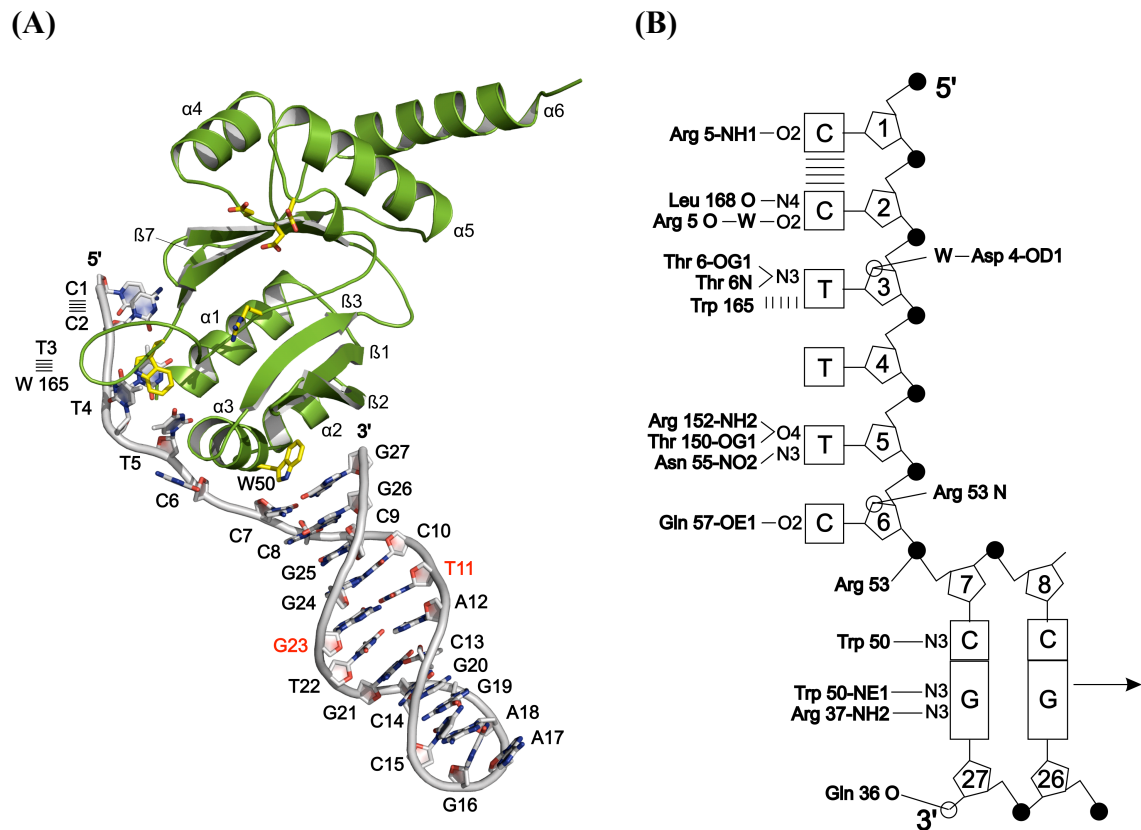 (A)
(B)
α4
α6
α5
ß7
5'
C1
C2
α1
ß3
T3
W 165
ß1
T4
ß2
α3
α2
3'
T5
W50
G27
G26
C6
C9
C7
C10
C8
G25
T11
G24
A12
G23
C13
G20
T22
G19
G21
C14
A18
A17
C15
G16
5'
Arg 5-NH1 O2 C 1
Leu 168 O N4
Arg 5 O W O2 C 2
W Asp 4-OD1
Thr 6-OG1
Thr 6N N3
Trp 165 T 3
T 4
Arg 152-NH2
Thr 150-OG1 O4
Asn 55-NO2 N3 T 5
Arg 53 N
Gln 57-OE1 O2 C 6
Arg 53 7 8
Trp 50 N3 C C
Trp 50-NE1 N3
Arg 37-NH2 N3 G G
27 26
Gln 36 O
3'